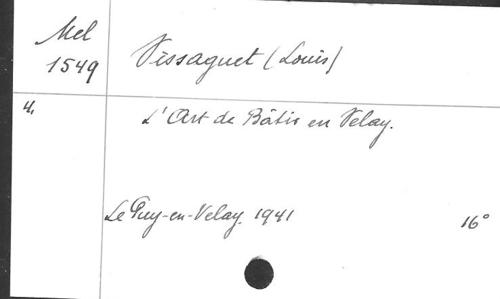 Mel
1549
Vissaguet (Louis)
4.
L'Art de Bâtir en Velay.
Le Puy-en-Velay. 1941
16°